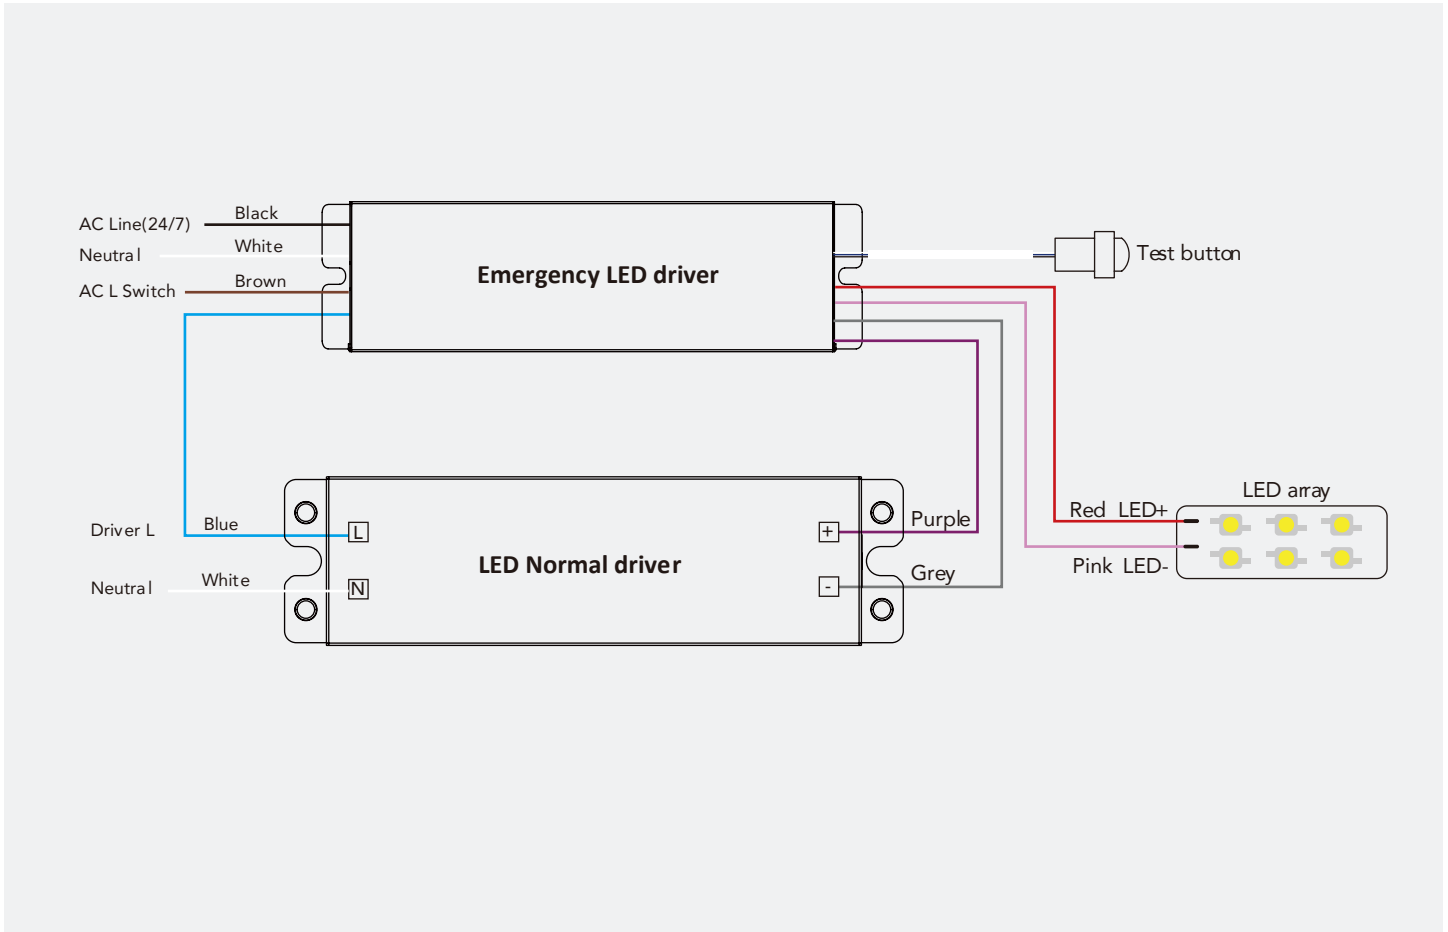 AC Line(24/7)
Black
Neutral
White
AC L Switch
Brown
Emergency LED driver
Test button
Driver L
Blue
L
Neutral
White
N
LED Normal driver
+
Purple
-
Grey
Red LED+
Pink LED-
LED array